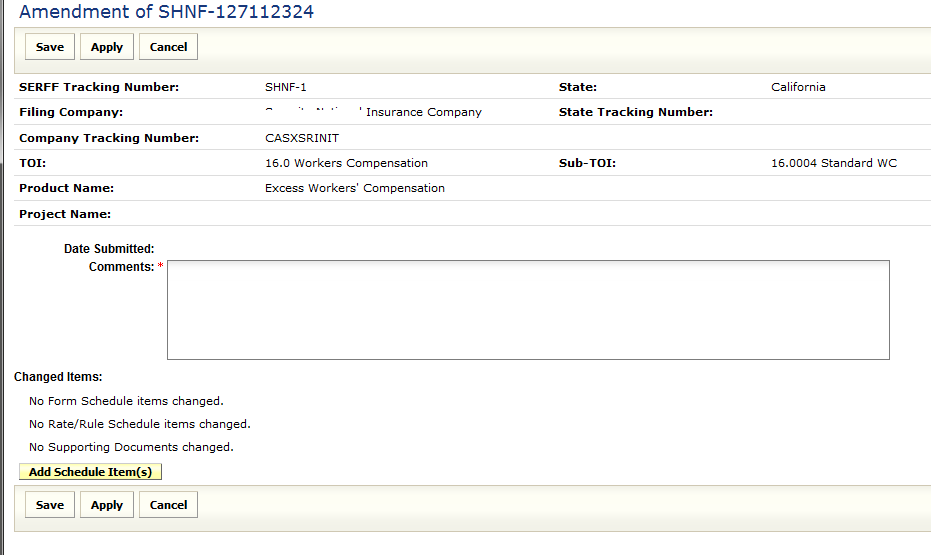 Amendment of SHNF-127112324
Save Apply Cancel
SERFF Tracking Number: SHNF-1 State: California
Filing Company: Insurance Company State Tracking Number:
Company Tracking Number: CASXSRINIT
TOI: 16.0 Workers Compensation Sub-TOI: 16.0004 Standard WC
Product Name: Excess Workers' Compensation
Project Name:
Date Submitted:
Comments: *
Changed Items:
No Form Schedule items changed.
No Rate/Rule Schedule items changed.
No Supporting Documents changed.
Add Schedule Item(s)
Save Apply Cancel